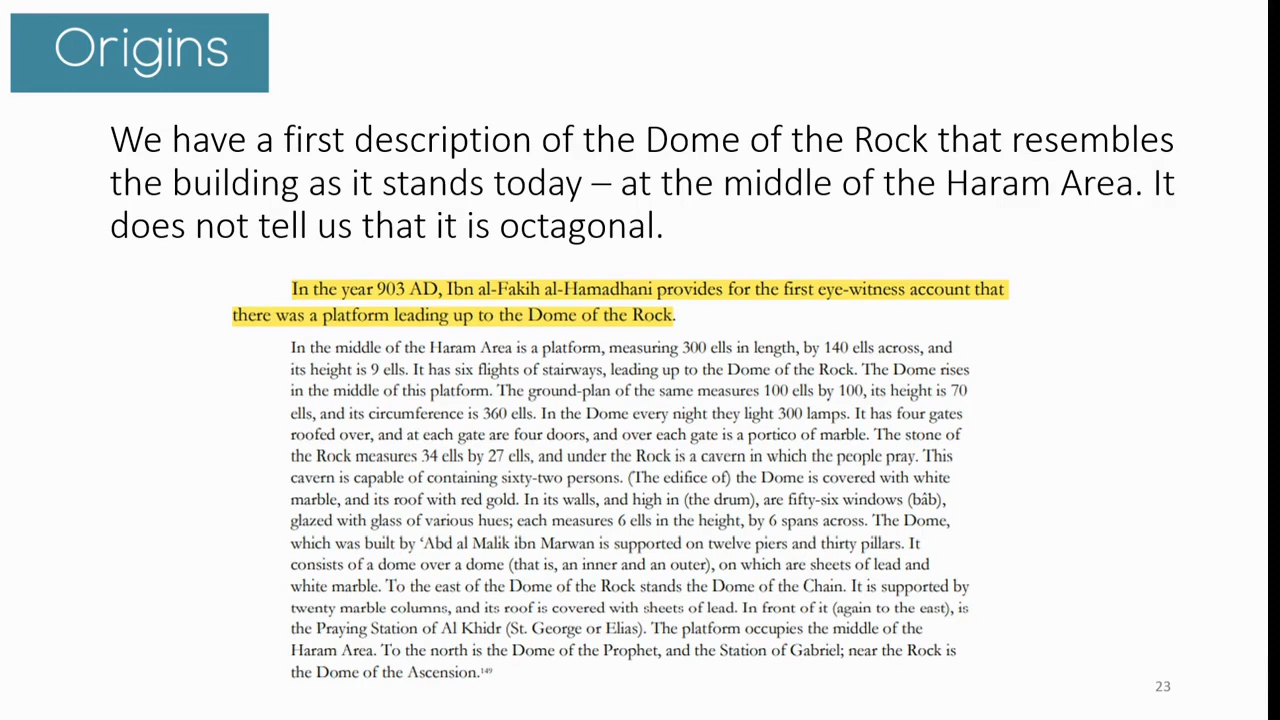 Origins
We have a first description of the Dome of the Rock that resembles
the building as it stands today – at the middle of the Haram Area. It
does not tell us that it is octagonal.
In the year 903 AD, Ibn al-Fakih al-Hamadhani provides for the first eye-witness account that
there was a platform leading up to the Dome of the Rock.
In the middle of the Haram Area is a platform, measuring 300 ells in length, by 140 ells across, and
its height is 9 ells. It has six flights of stairways, leading up to the Dome of the Rock. The Dome rises
in the middle of this platform. The ground-plan of the same measures 100 ells by 100, its height is 70
ells, and its circumference is 360 ells. In the Dome every night they light 300 lamps. It has four gates
roofed over, and at each gate are four doors, and over each gate is a portico of marble. The stone of
the Rock measures 34 ells by 27 ells, and under the Rock is a cavern in which the people pray. This
cavern is capable of containing sixty-two persons. (The edifice of) the Dome is covered with white
marble, and its roof with red gold. In its walls, and high in (the drum), are fifty-six windows (bâb),
glazed with glass of various hues; each measures 6 ells in the height, by 6 spans across. The Dome,
which was built by ‘Abd al Malik ibn Marwan is supported on twelve piers and thirty pillars. It
consists of a dome over a dome (that is, an inner and an outer), on which are sheets of lead and
white marble. To the east of the Dome of the Rock stands the Dome of the Chain. It is supported by
twenty marble columns, and its roof is covered with sheets of lead. In front of it (again to the east), is
the Praying Station of Al Khidr (St. George or Elias). The platform occupies the middle of the
Haram Area. To the north is the Dome of the Prophet, and the Station of Gabriel; near the Rock is
the Dome of the Ascension.¹⁴⁹
23